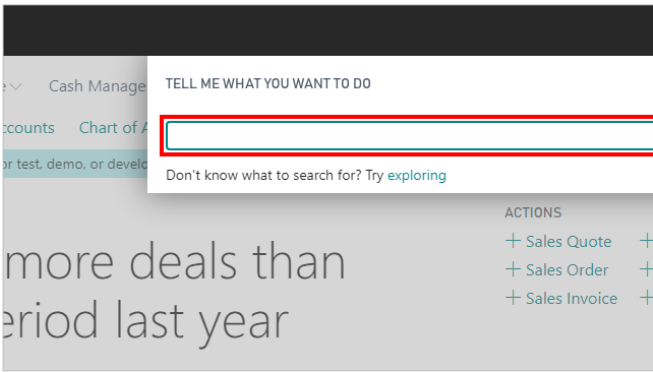 TELL ME WHAT YOU WANT TO DO
Cash Manage
ccounts Chart of A
or test, demo, or develo
Don't know what to search for? Try exploring
ACTIONS
+ Sales Quote +
+ Sales Order +
+ Sales Invoice +
more deals than
eriod last year